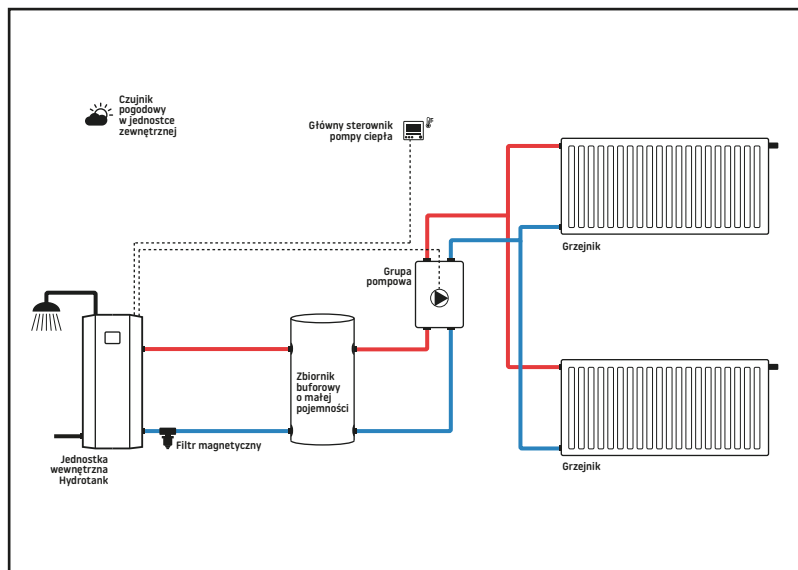 Czujnik
pogodowy
w jednostce
zewnętrznej
Główny sterownik
pompy ciepła
°F
Grzejnik
Grupa
pompowa
Zbiornik
buforowy
o małej
pojemności
Filtr magnetyczny
Jednostka
wewnętrzna
Hydrotank
Grzejnik